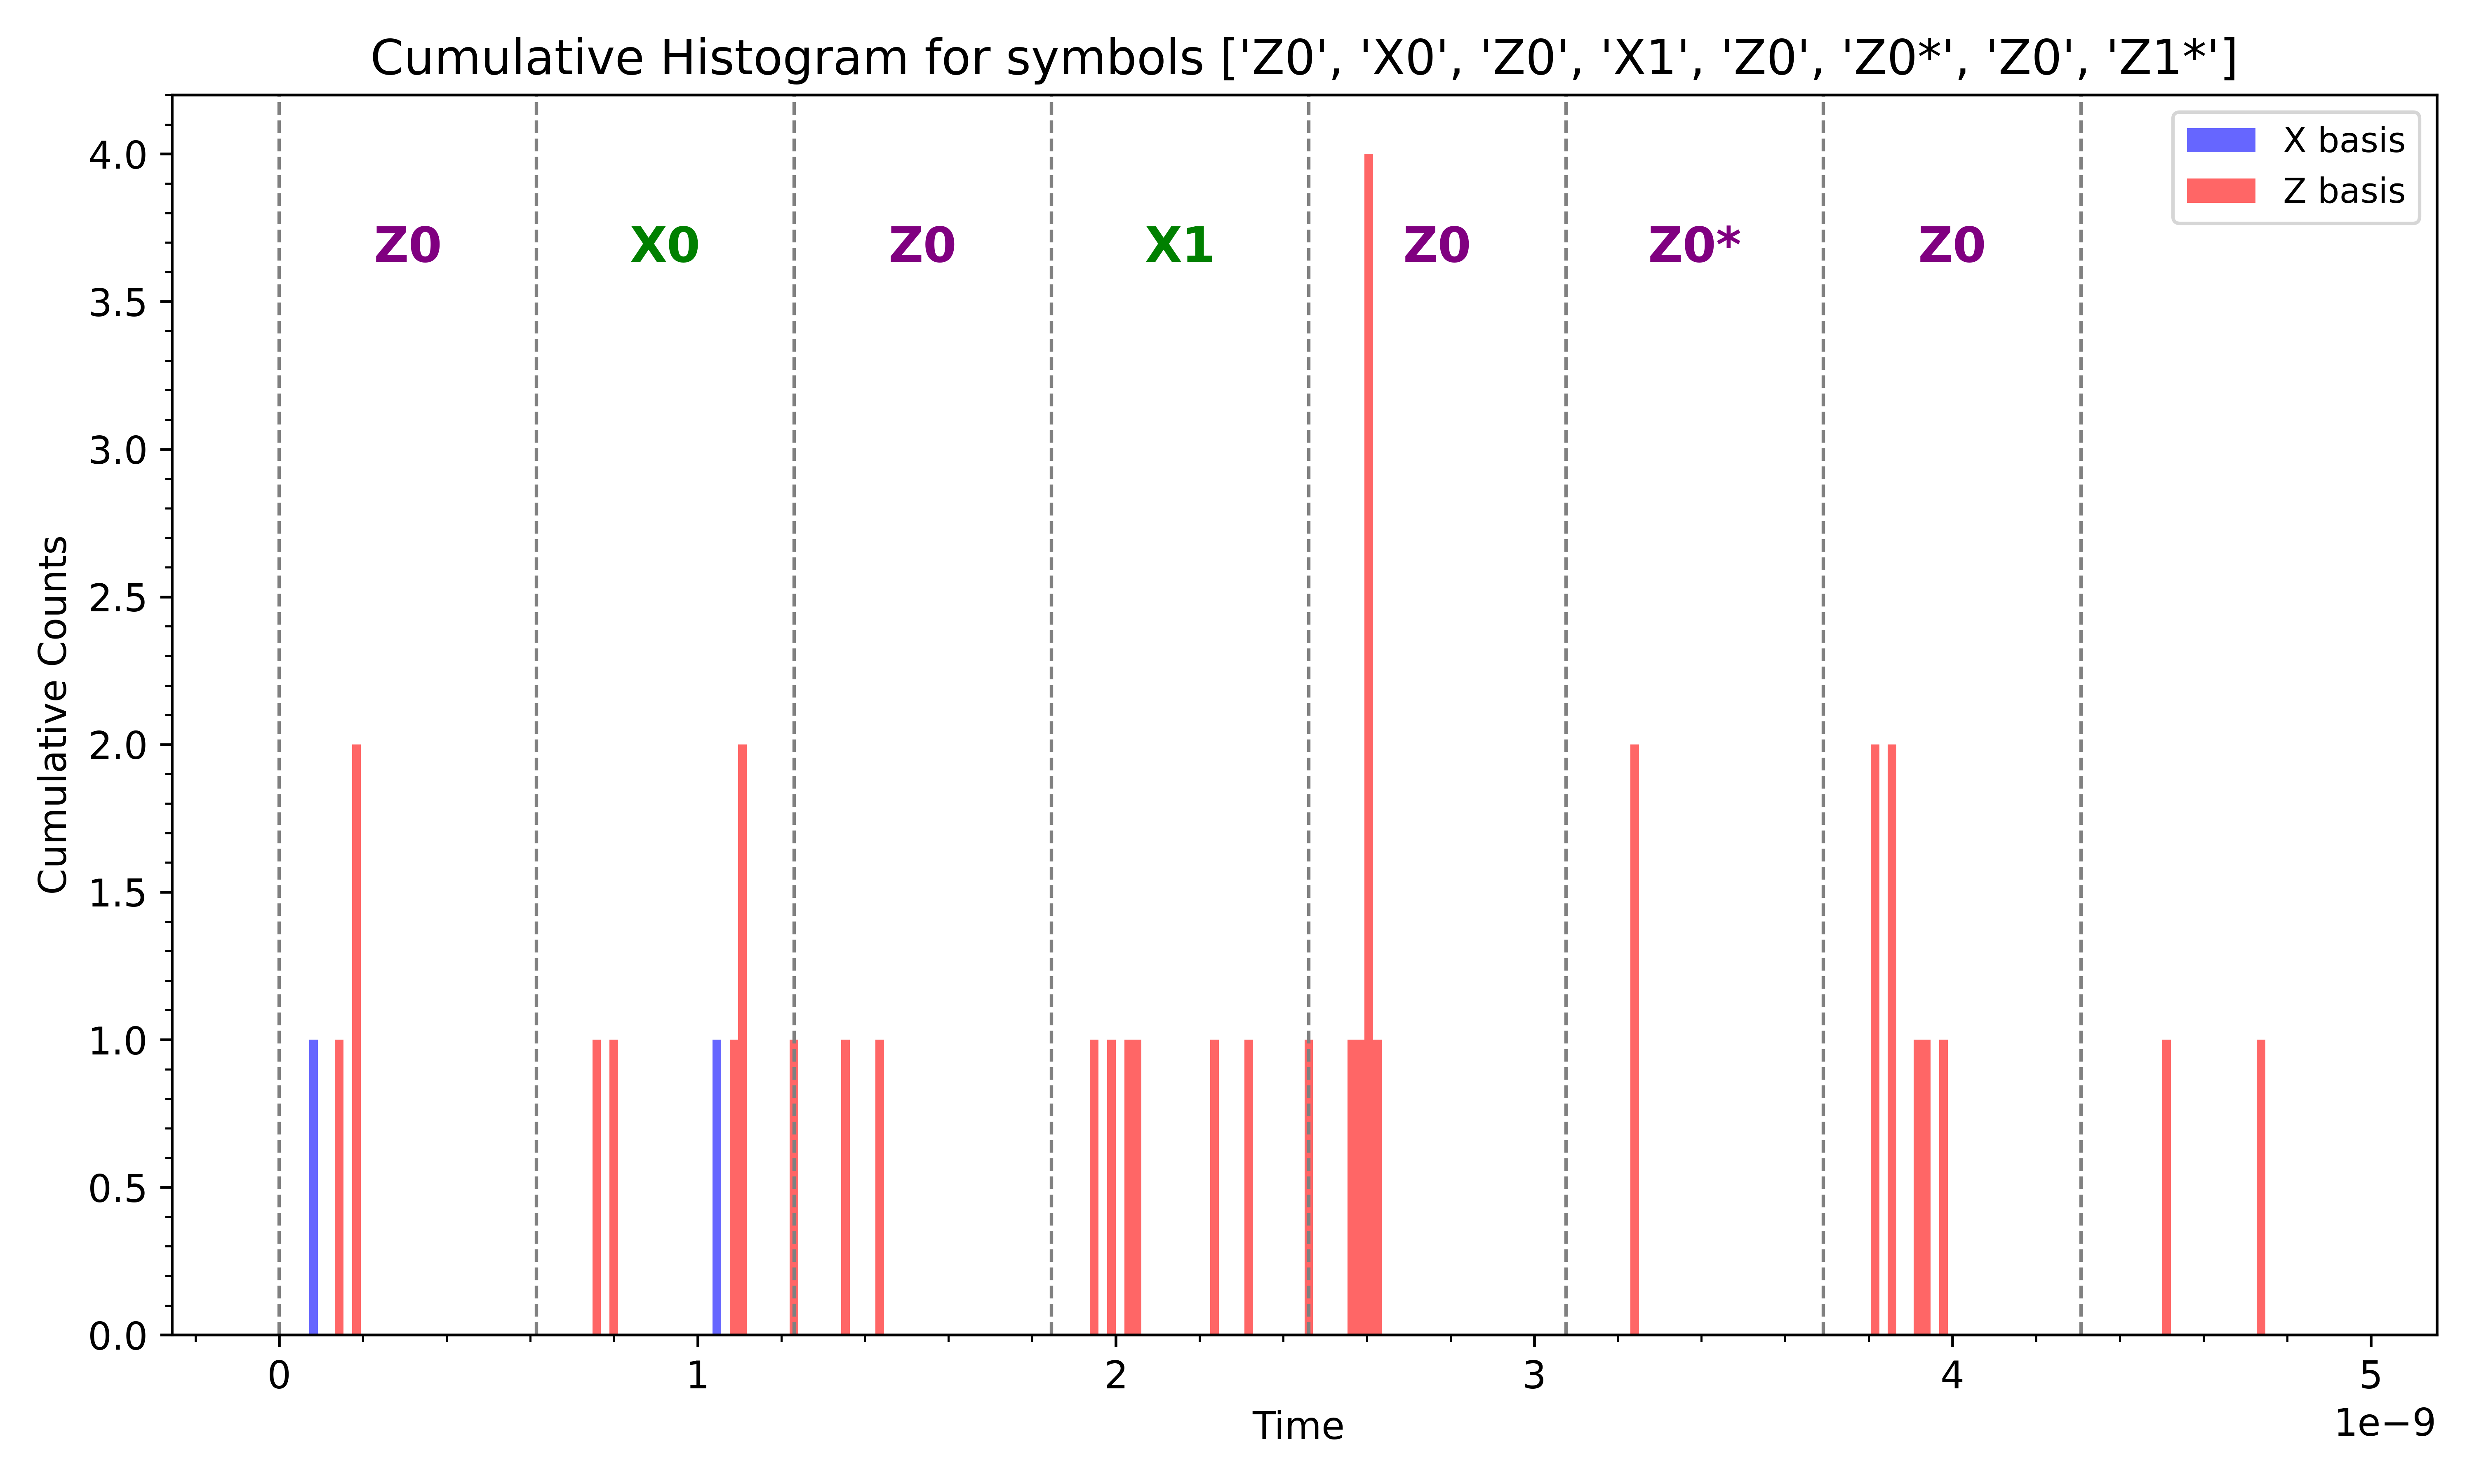 Cumulative Histogram for symbols ['Z0', 'X0', 'Z0', 'X1', 'Z0', 'Z0*', 'Z0', 'Z1*']
X basis
Z basis
Z0 X0 Z0 X1 Z0 Z0* Z0
4.0
3.5
3.0
2.5
2.0
1.5
1.0
0.5
0.0
Cumulative Counts
0 1 2 3 4 5
Time
1e−9